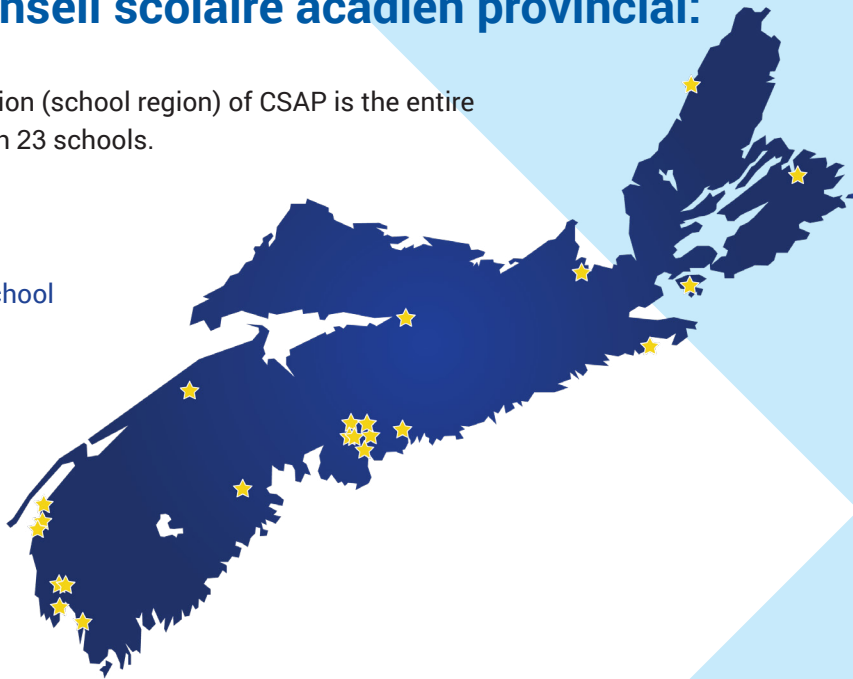 nseil scolaire acadien provincial:
ion (school region) of CSAP is the entire
n 23 schools.
chool